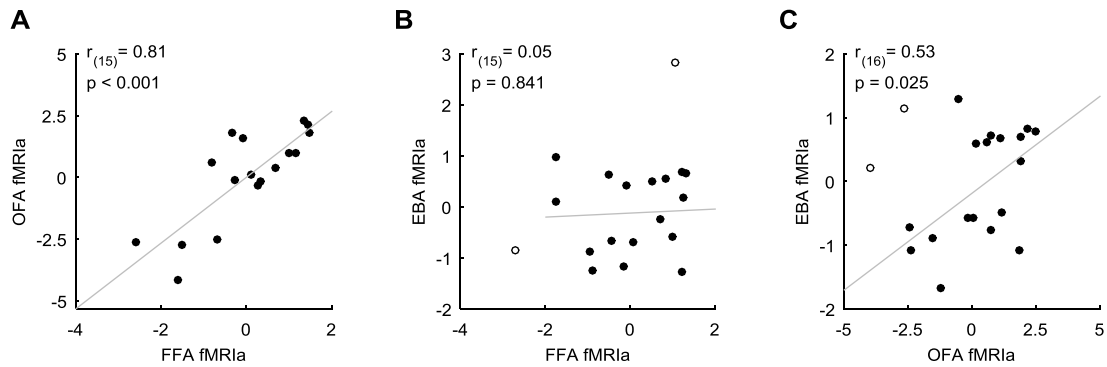 A
r(15)= 0.81
p < 0.001
5
2.5
0
-2.5
-5
-4
-2
0
2
OFA fMRIa
FFA fMRIa
B
r(15)= 0.05
p = 0.841
3
2
1
0
-1
-2
-4
-2
0
2
EBA fMRIa
FFA fMRIa
C
r(16)= 0.53
p = 0.025
2
1
0
-1
-2
-5
-2.5
0
2.5
5
EBA fMRIa
OFA fMRIa